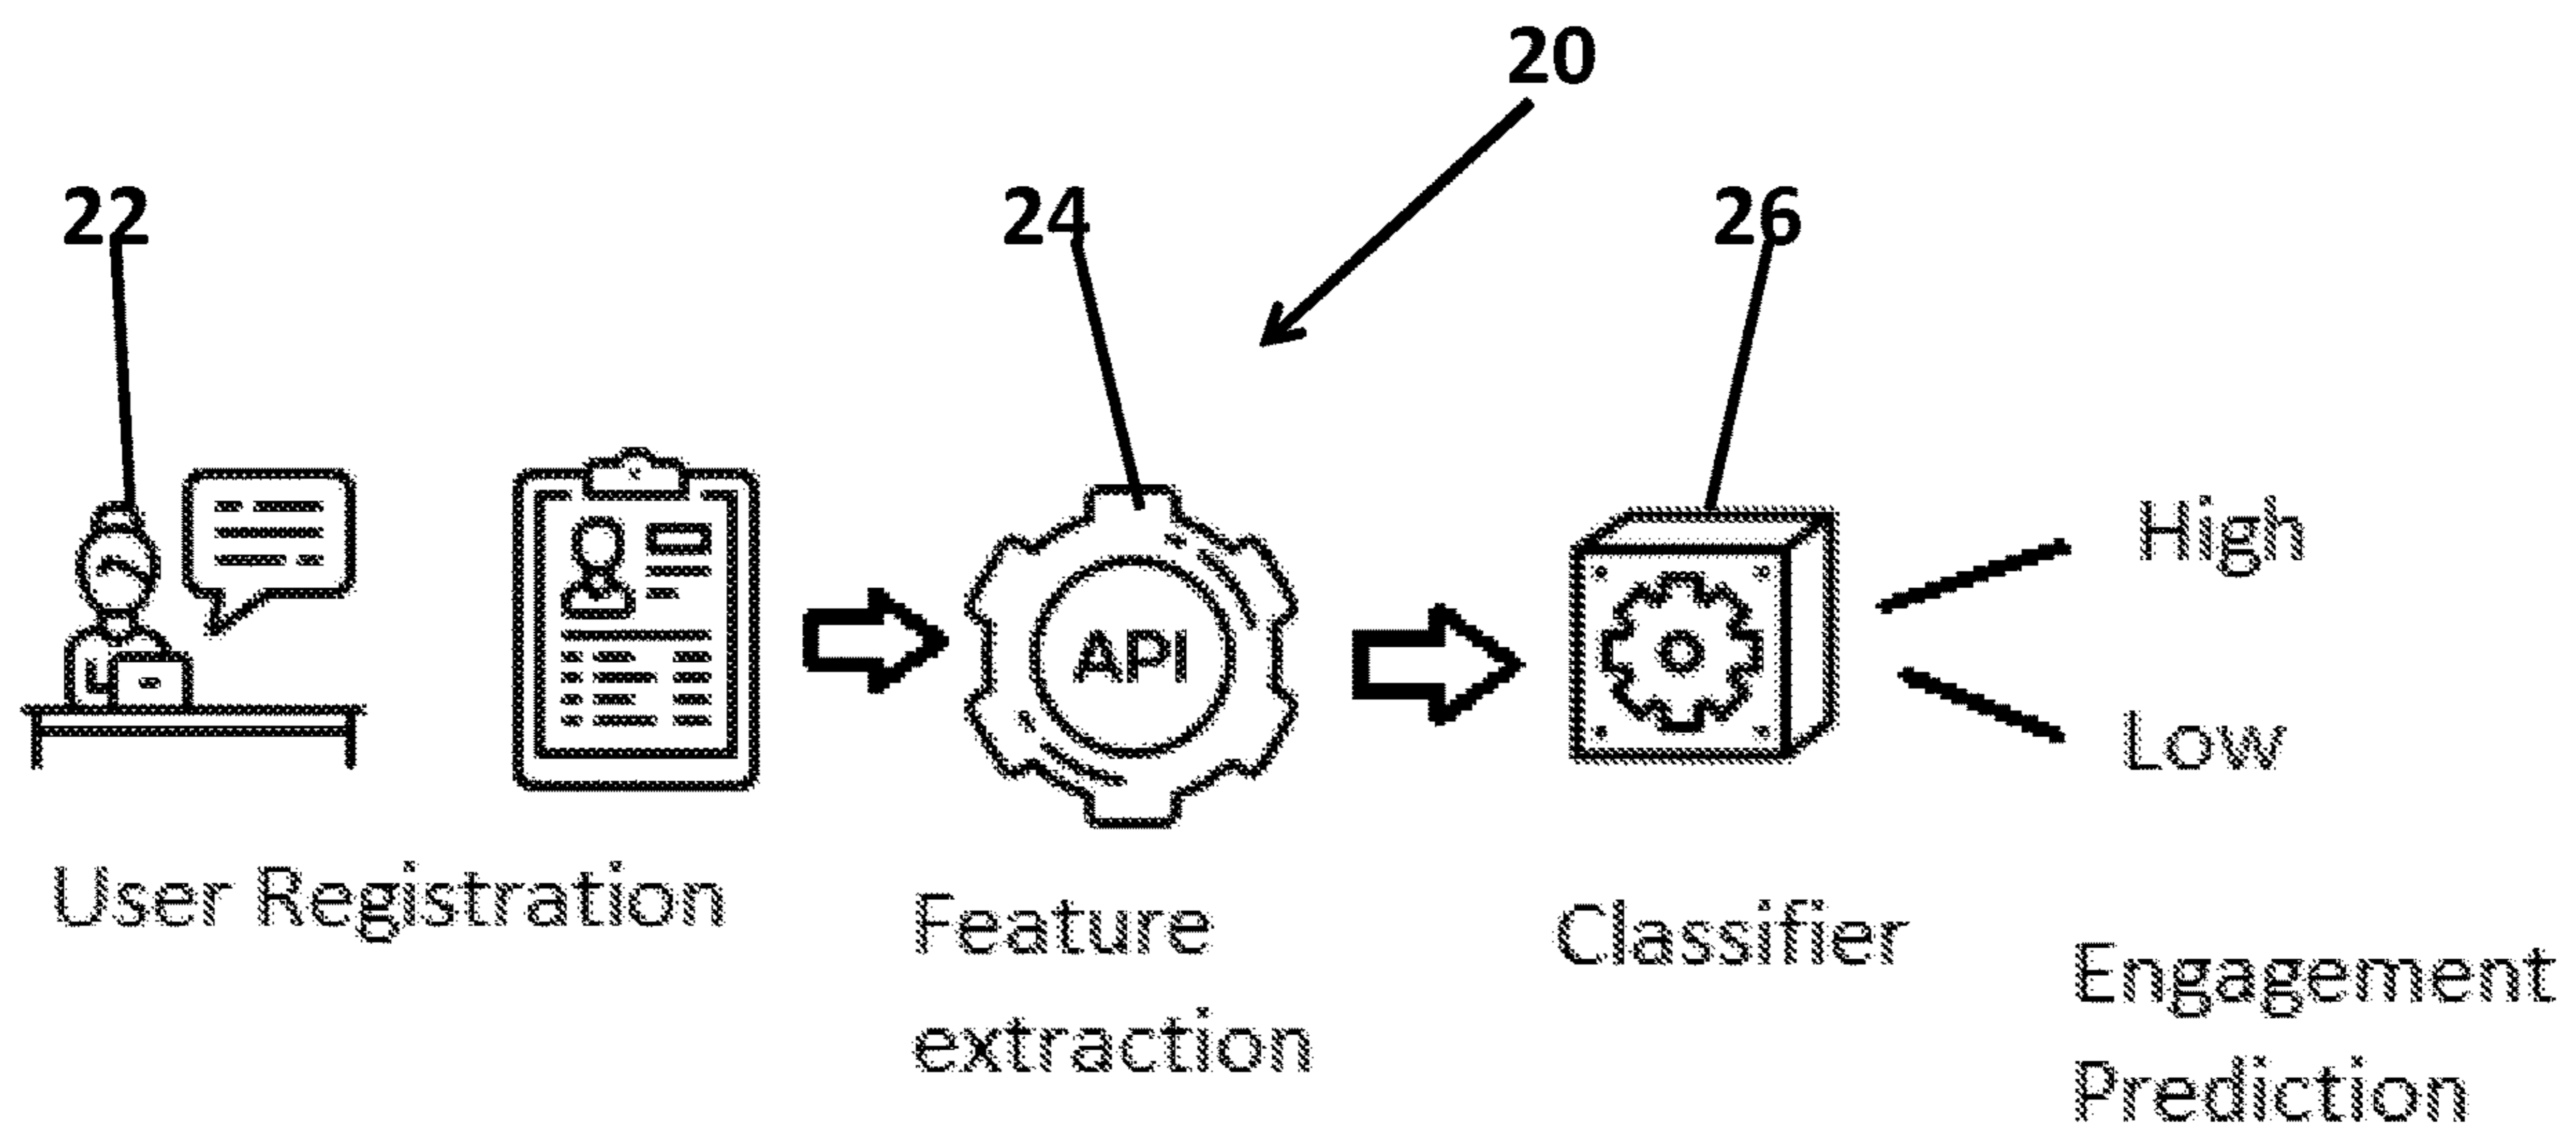 20
22
24
26
API
High
Low
User Registration
Feature
extraction
Classifier
Engagement
Prediction